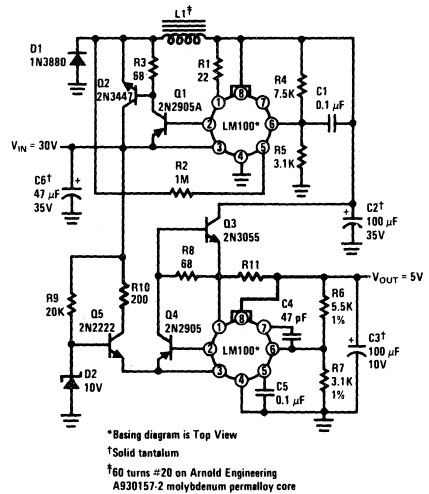 L1‡
D1
1N3880
Q2
2N3447
R3
68
Q1
2N2905A
R1
22
R4
7.5K
C1
0.1 µF
1
8
7
2
LM100*
6
3
4
5
VIN = 30V
R5
3.1K
R2
1M
C6†
47 µF
35V
+
Q3
2N3055
C2†
100 µF
35V
+
R8
68
R11
VOUT = 5V
R9
20K
R10
200
Q5
2N2222
Q4
2N2905
C4
47 pF
R6
5.5K
1%
1
8
7
2
LM100*
6
3
4
5
C3†
100 µF
10V
+
R7
3.1K
1%
D2
10V
C5
0.1 µF
*Basing diagram is Top View
†Solid tantalum
‡60 turns #20 on Arnold Engineering
A930157-2 molybdenum permalloy core